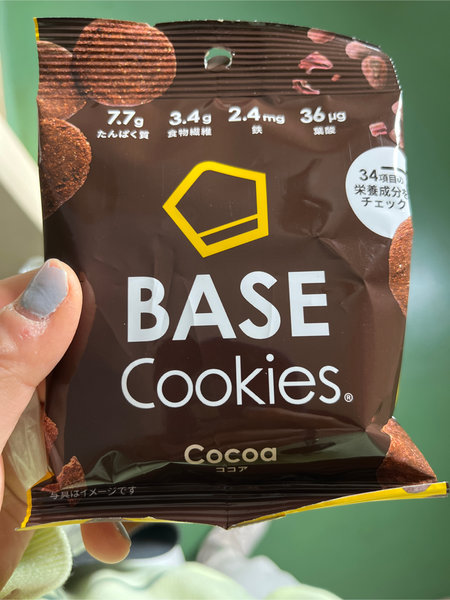 7.7g 3.4g 2.4mg 36μg
たんぱく質 食物繊維 鉄 葉酸
34項目の
栄養成分を
チェック
BASE
Cookies®
Cocoa
ココア
写真はイメージです